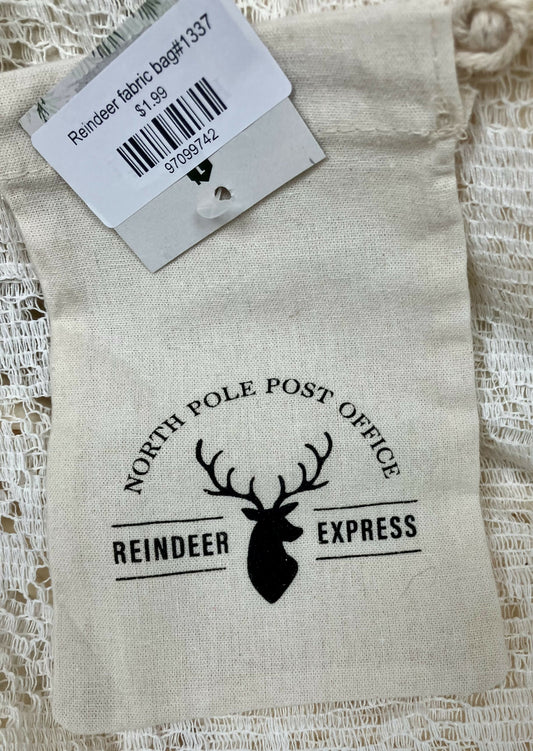 Reindeer fabric bag#1337
$1.99
97099742
NORTH POLE POST OFFICE
REINDEER EXPRESS